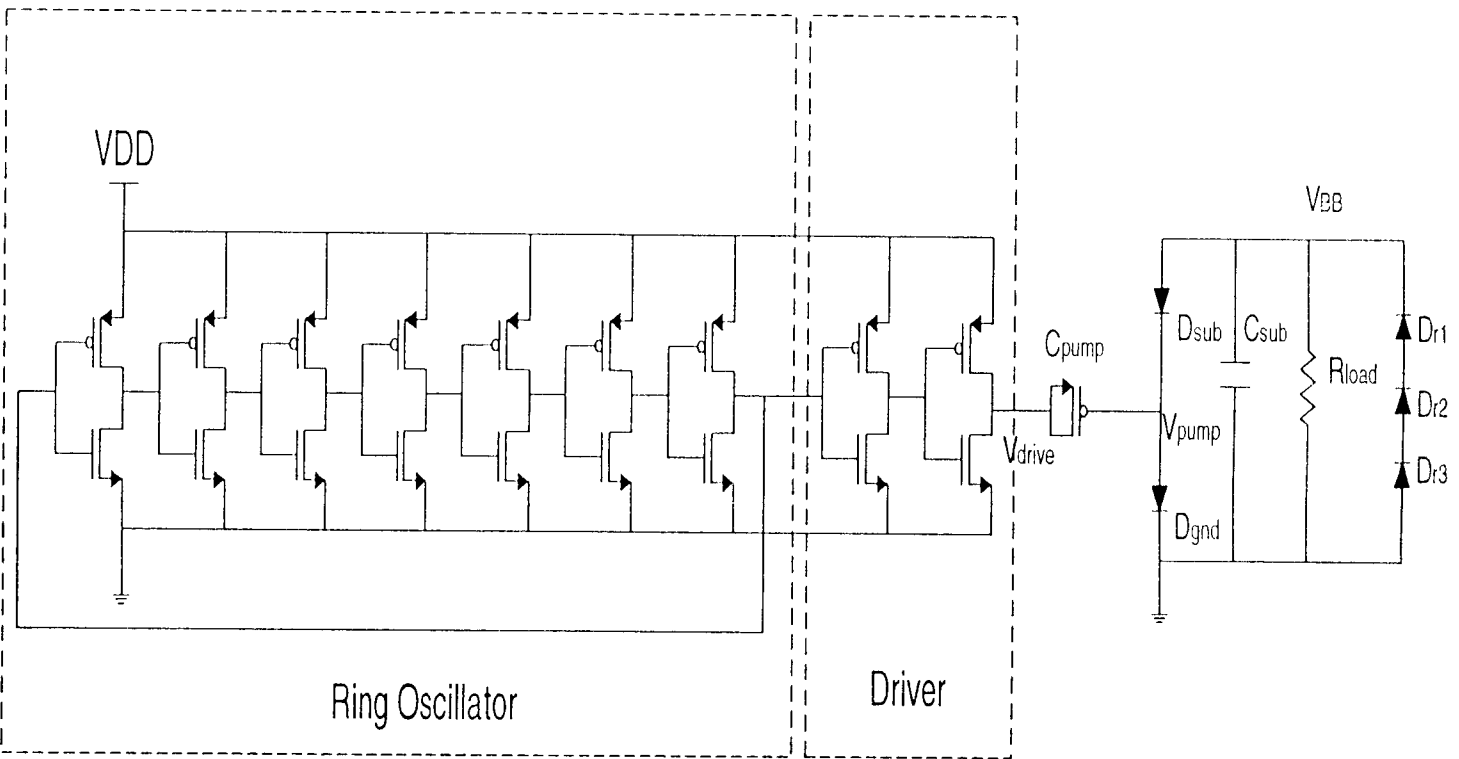 VDD
VBB
Cpump
Dsub
Csub
Rload
Dr1
Dr2
Dr3
Vdrive
Vpump
Dgnd
Ring Oscillator
Driver